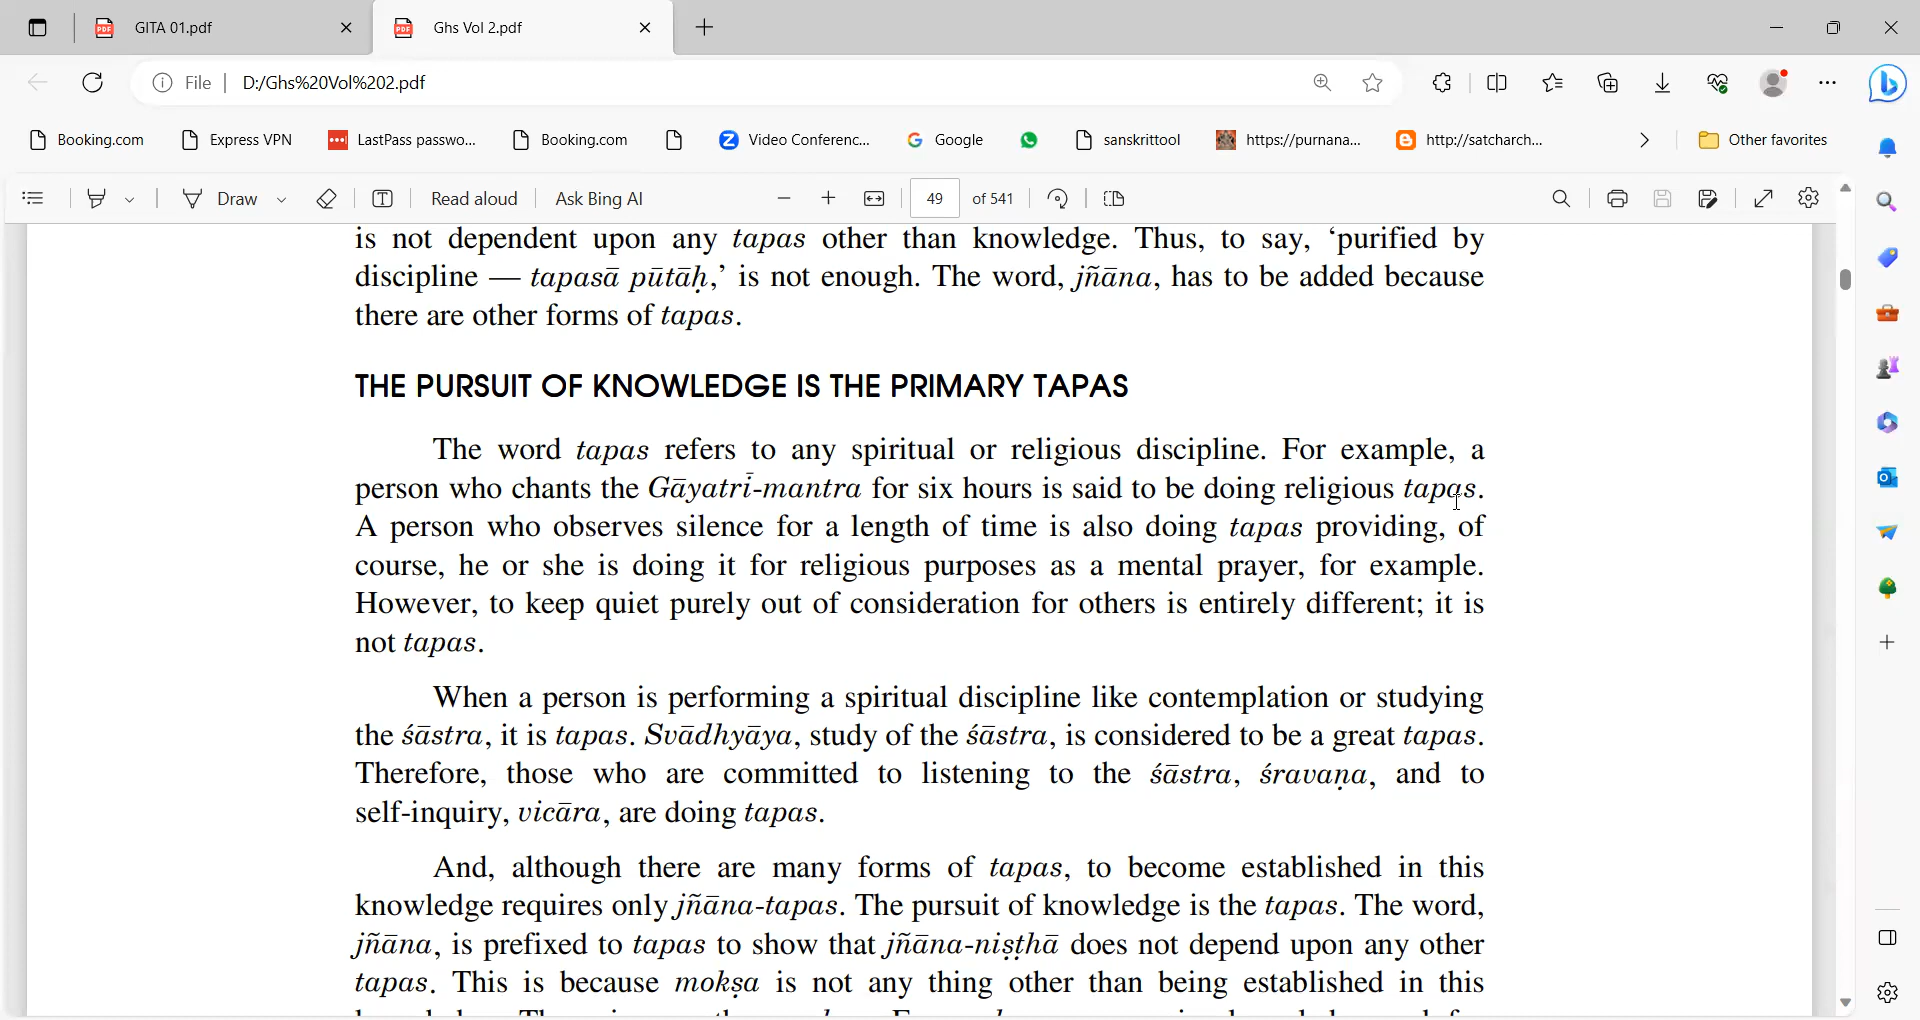 GITA 01.pdf
Ghs Vol 2.pdf
File | D:/Ghs%20Vol%202.pdf
Booking.com Express VPN LastPass passwo... Booking.com Video Conferenc... Google sanskrittool https://purnana... http://satcharch... Other favorites
Draw Read aloud Ask Bing AI 49 of 541
is not dependent upon any tapas other than knowledge. Thus, to say, ‘purified by
discipline — tapasā pūtāḥ,’ is not enough. The word, jñāna, has to be added because
there are other forms of tapas.
THE PURSUIT OF KNOWLEDGE IS THE PRIMARY TAPAS
The word tapas refers to any spiritual or religious discipline. For example, a
person who chants the Gāyatrī-mantra for six hours is said to be doing religious tapas.
A person who observes silence for a length of time is also doing tapas providing, of
course, he or she is doing it for religious purposes as a mental prayer, for example.
However, to keep quiet purely out of consideration for others is entirely different; it is
not tapas.
When a person is performing a spiritual discipline like contemplation or studying
the śāstra, it is tapas. Svādhyāya, study of the śāstra, is considered to be a great tapas.
Therefore, those who are committed to listening to the śāstra, śravaṇa, and to
self-inquiry, vicāra, are doing tapas.
And, although there are many forms of tapas, to become established in this
knowledge requires only jñāna-tapas. The pursuit of knowledge is the tapas. The word,
jñāna, is prefixed to tapas to show that jñāna-niṣṭhā does not depend upon any other
tapas. This is because mokṣa is not any thing other than being established in this